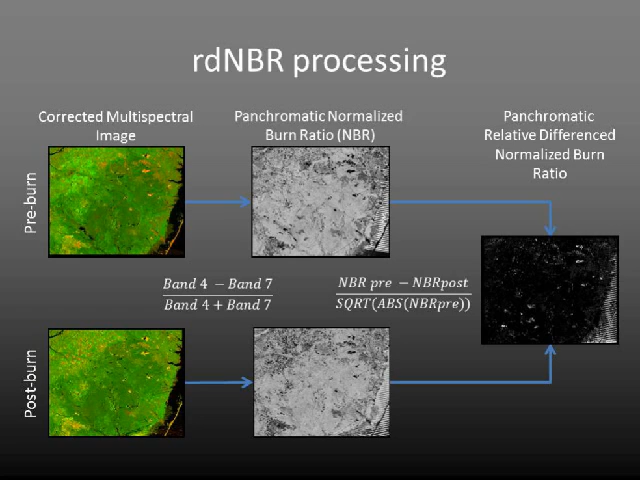 rdNBR processing
Corrected Multispectral
Image
Panchromatic Normalized
Burn Ratio (NBR)
Panchromatic
Relative Differenced
Normalized Burn
Ratio
Pre-burn
Band 4 − Band 7
Band 4 + Band 7
NBR pre − NBRpost
SQRT(ABS(NBRpre))
Post-burn